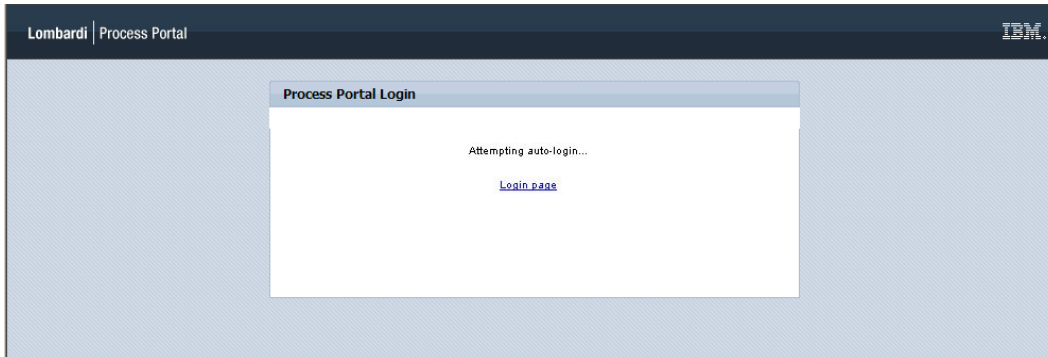 Lombardi | Process Portal
IBM.
Process Portal Login
Attempting auto-login...
Login page